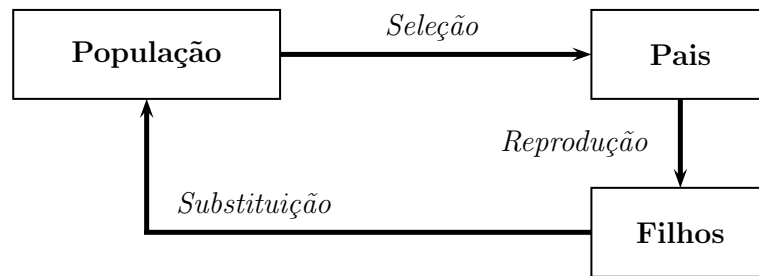 Seleção
População
Pais
Reprodução
Substituição
Filhos